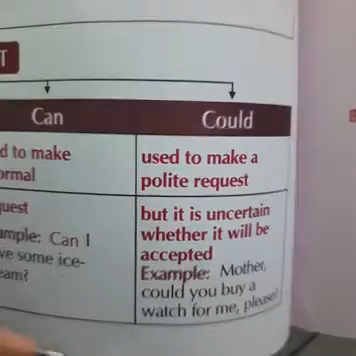 T
Can Could
d to make
ormal
used to make a
polite request
uest
ample: Can I
ve some ice-
eam?
but it is uncertain
whether it will be
accepted
Example: Mother,
could you buy a
watch for me, please?